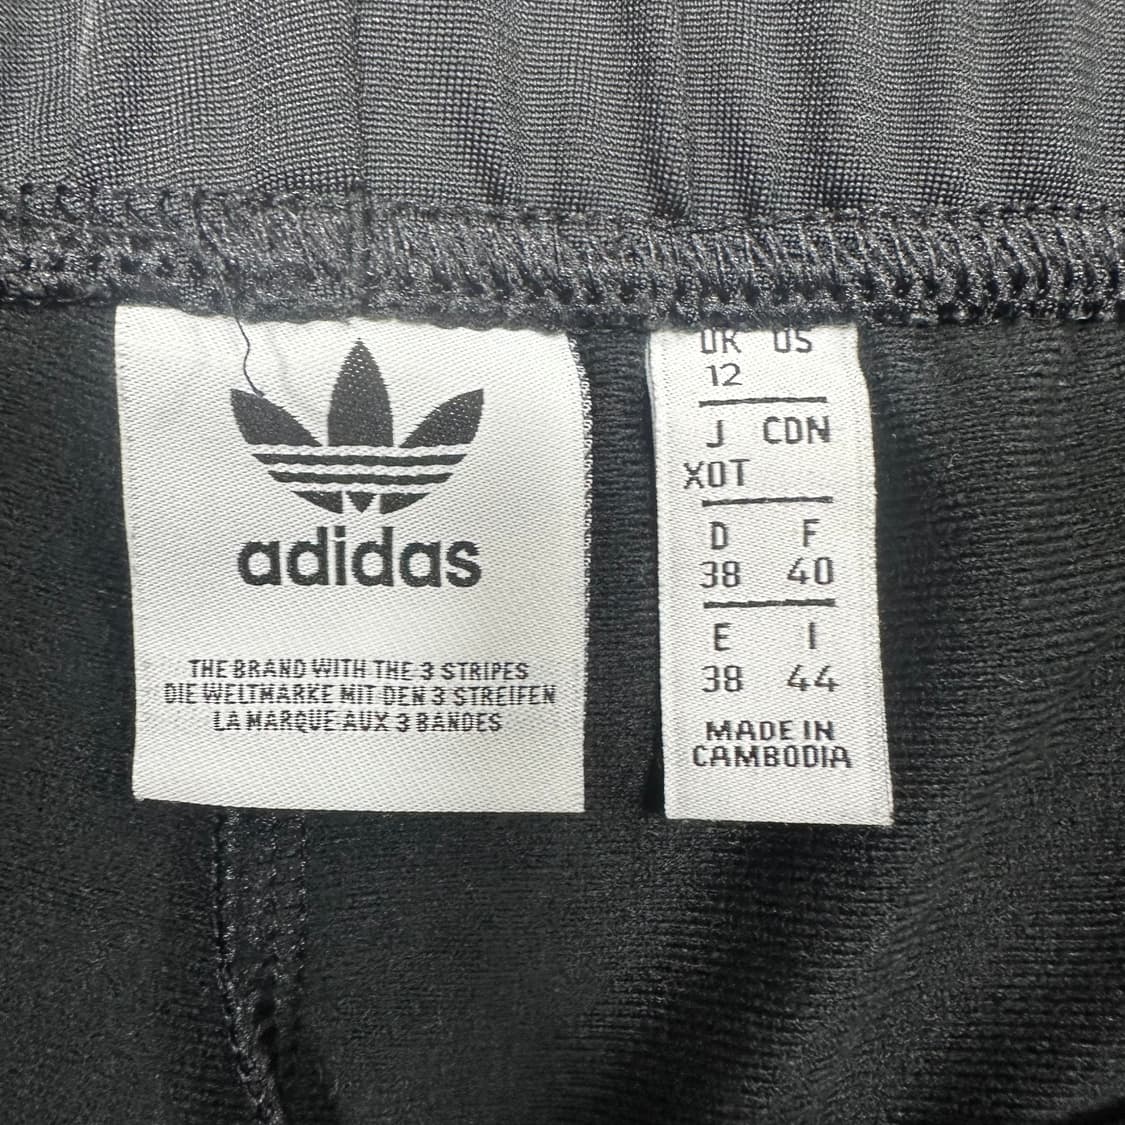 adidas
THE BRAND WITH THE 3 STRIPES
DIE WELTMARKE MIT DEN 3 STREIFEN
LA MARQUE AUX 3 BANDES
UK US
12
J CDN
XOT
D F
38 40
E I
38 44
MADE IN
CAMBODIA